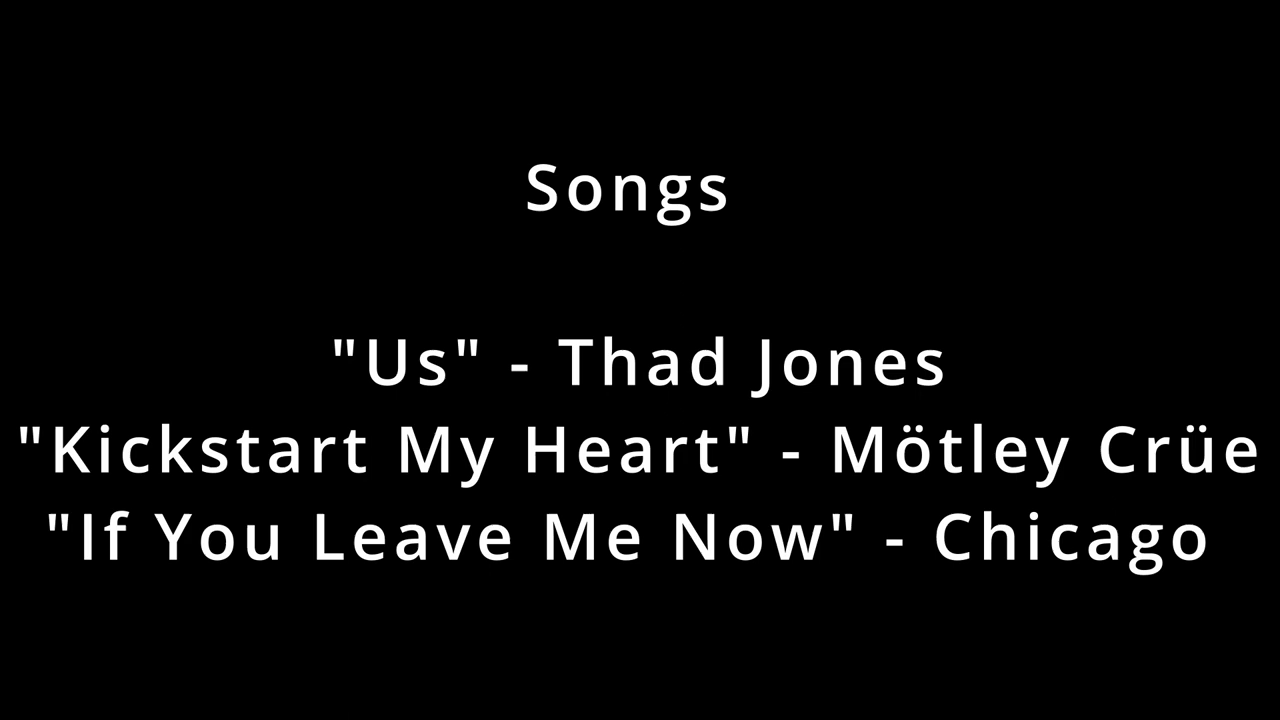 Songs
"Us" - Thad Jones
"Kickstart My Heart" - Mötley Crüe
"If You Leave Me Now" - Chicago